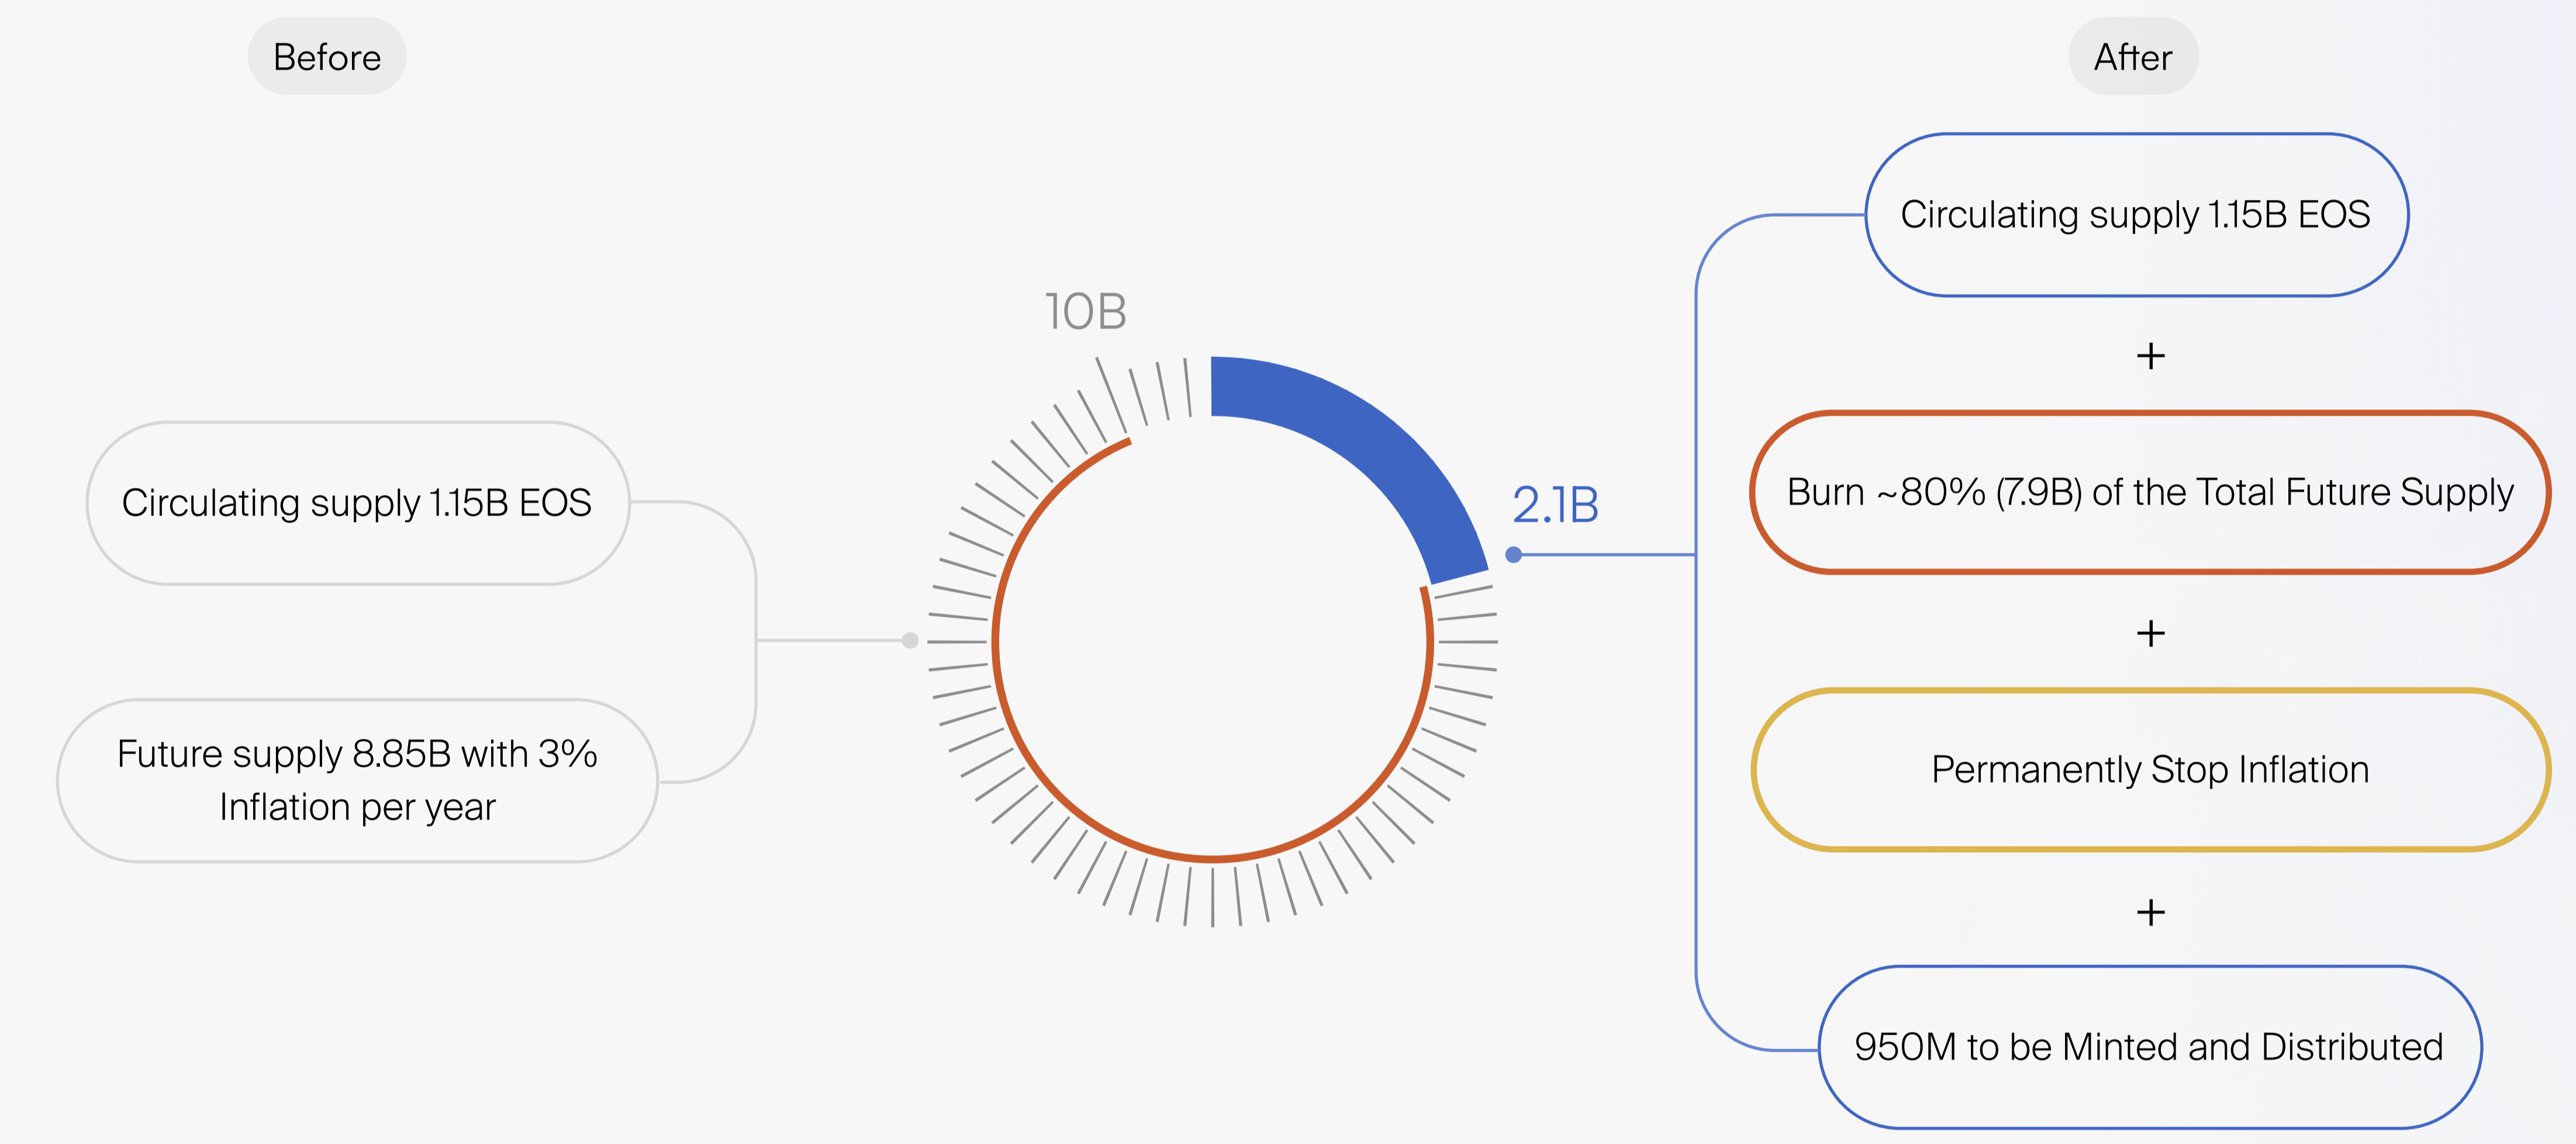 Before
Circulating supply 1.15B EOS
Future supply 8.85B with 3%
Inflation per year
10B
2.1B
After
Circulating supply 1.15B EOS
+
Burn ~80% (7.9B) of the Total Future Supply
+
Permanently Stop Inflation
+
950M to be Minted and Distributed